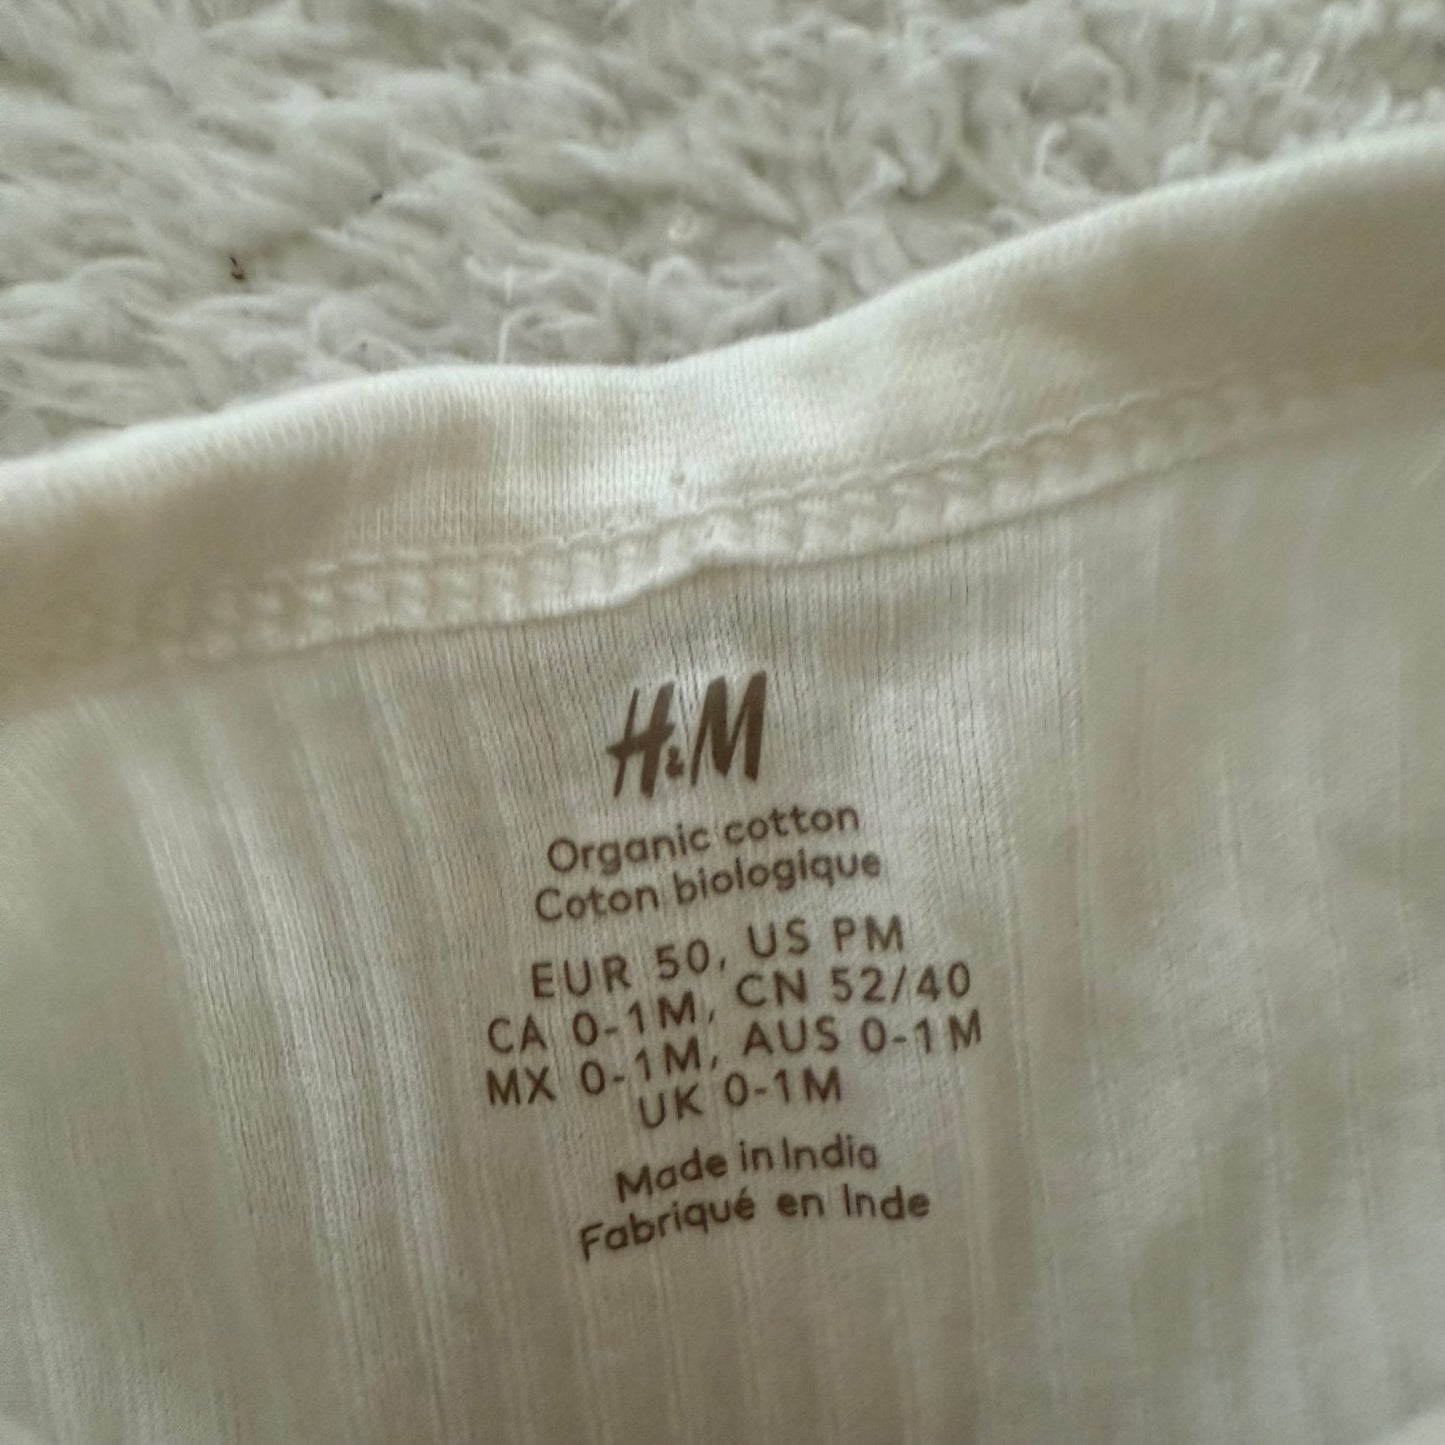 H&M
Organic cotton
Coton biologique
EUR 50, US PM
CA 0-1M, CN 52/40
MX 0-1M, AUS 0-1M
UK 0-1M
Made in India
Fabriqué en Inde